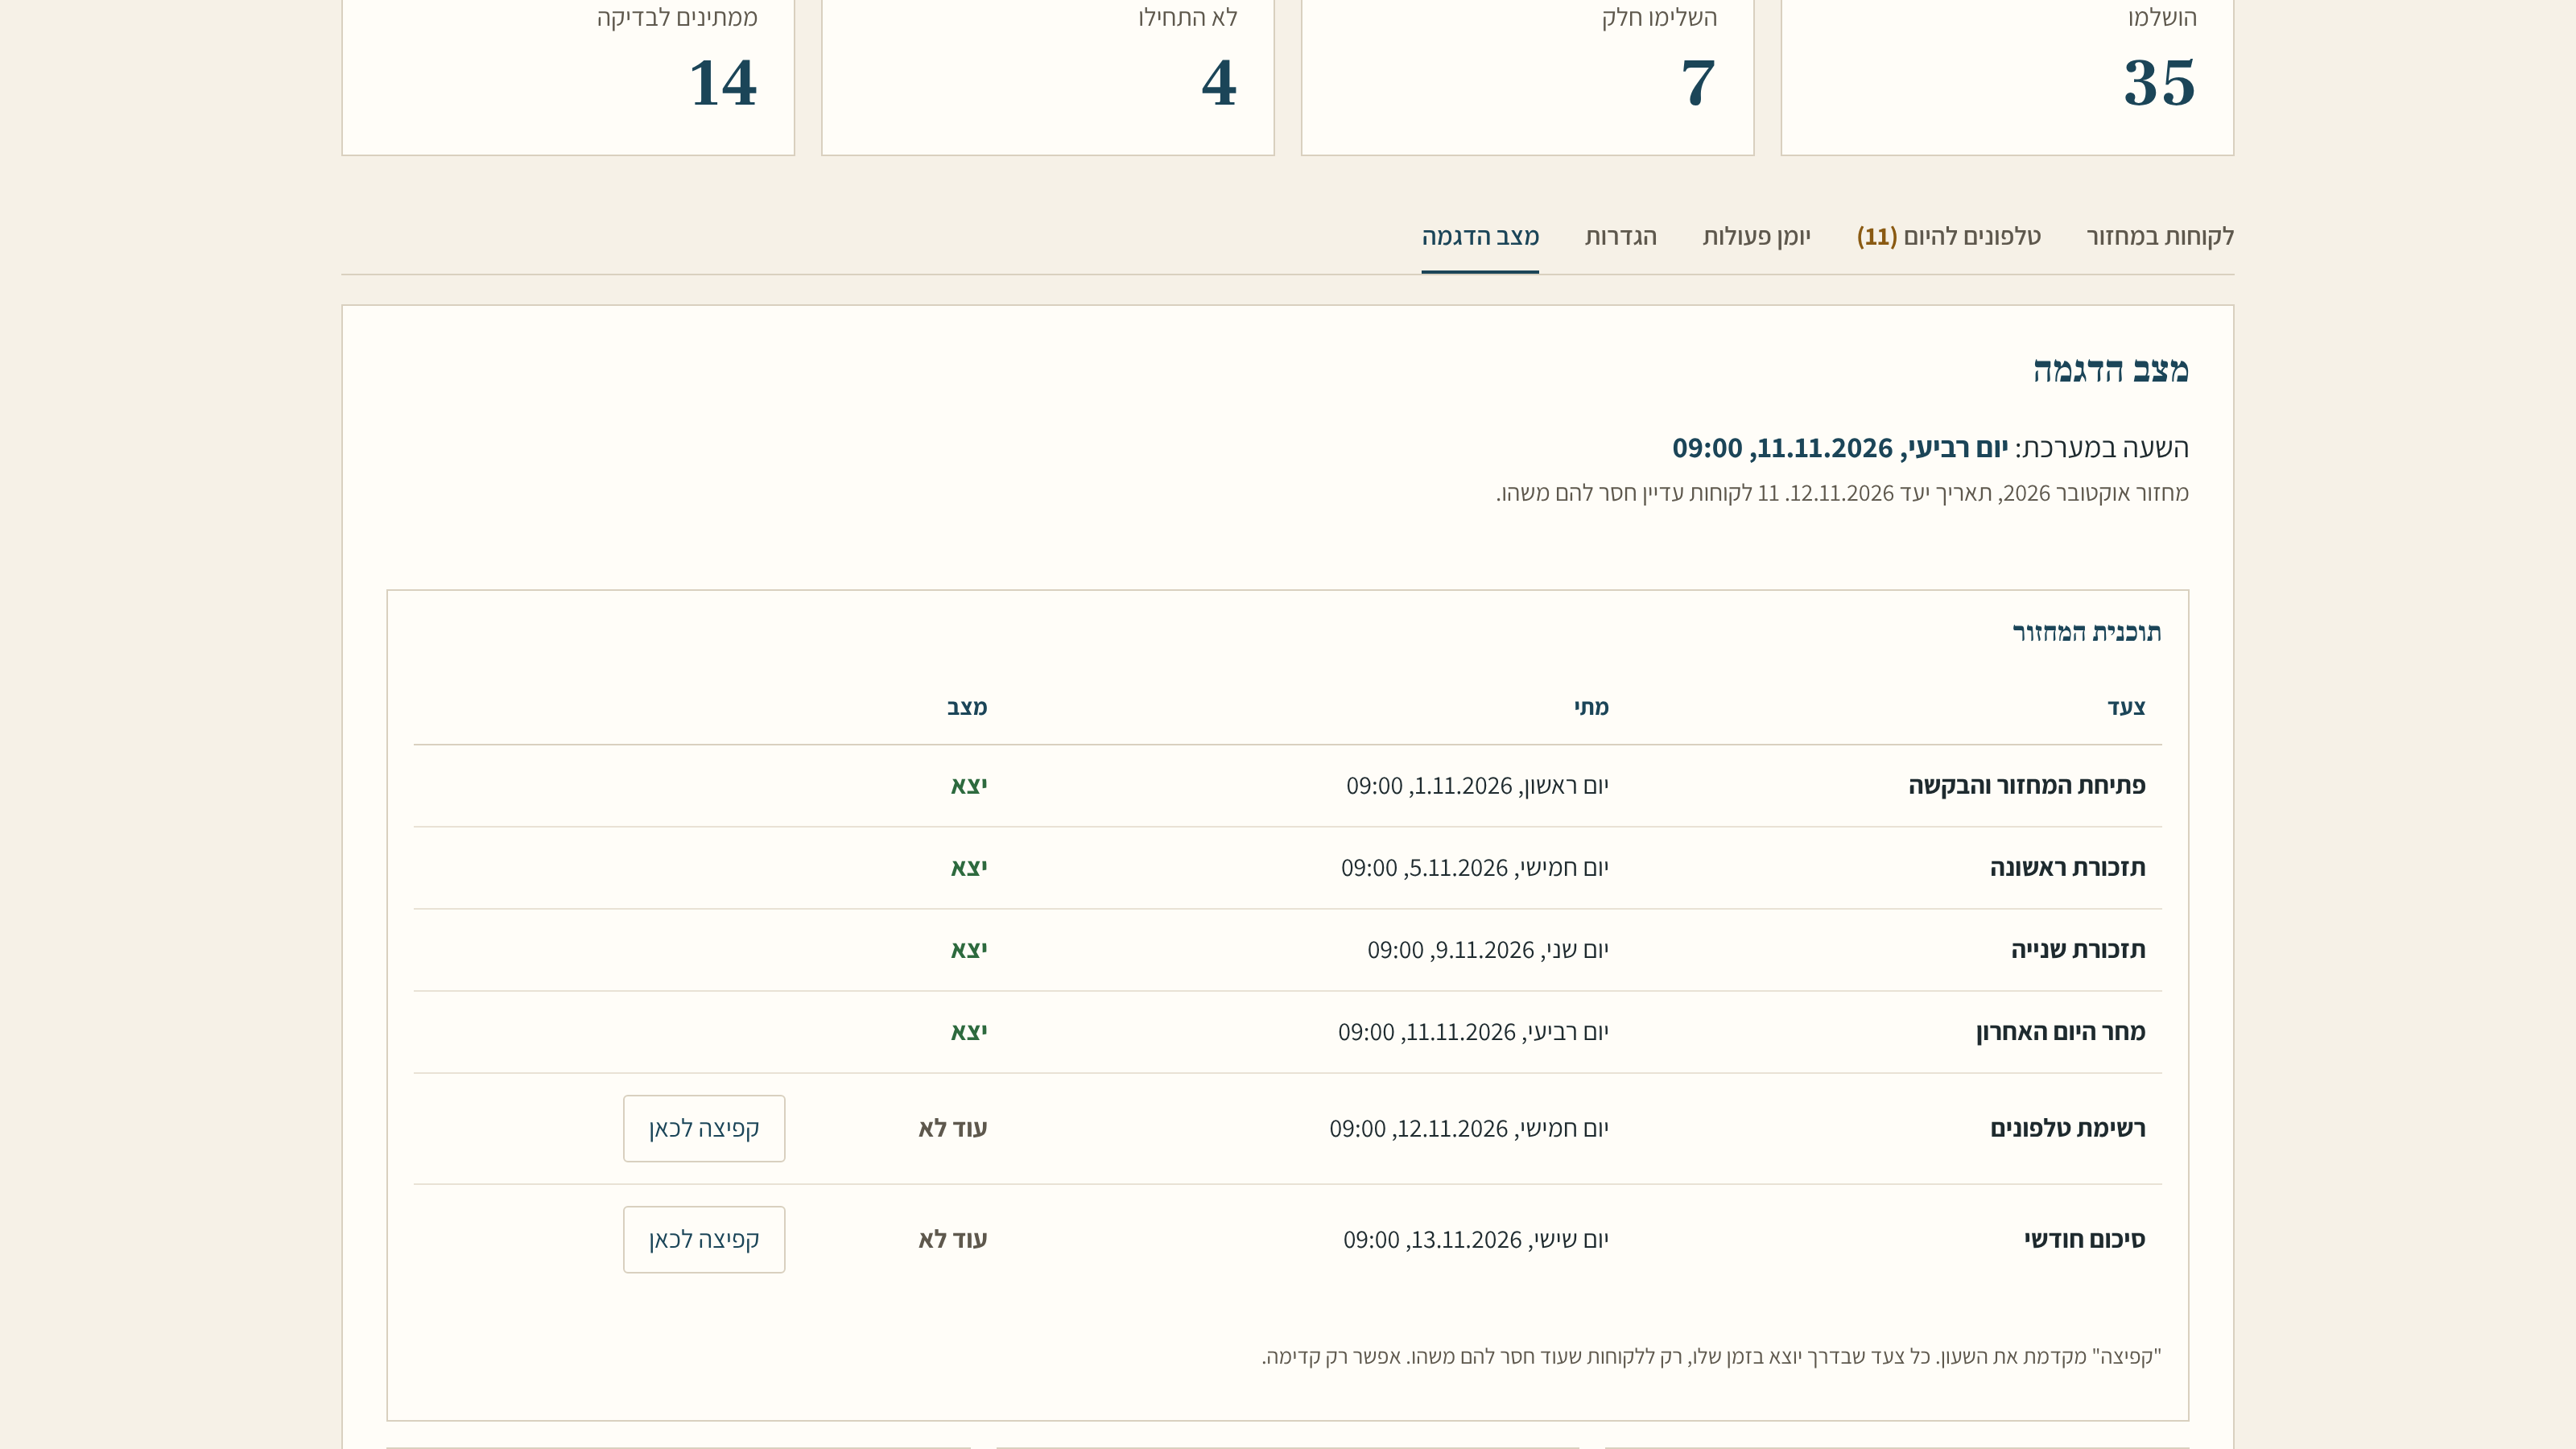 הושלמו
35
השלימו חלק
7
לא התחילו
4
ממתינים לבדיקה
14
לקוחות במחזור
טלפונים להיום (11)
יומן פעולות
הגדרות
מצב הדגמה
מצב הדגמה
השעה במערכת: יום רביעי, 11.11.2026, 09:00
מחזור אוקטובר 2026, תאריך יעד 12.11.2026. 11 לקוחות עדיין חסר להם משהו.
תוכנית המחזור
צעד מתי מצב
פתיחת המחזור והבקשה יום ראשון, 1.11.2026, 09:00 יצא
תזכורת ראשונה יום חמישי, 5.11.2026, 09:00 יצא
תזכורת שנייה יום שני, 9.11.2026, 09:00 יצא
מחר היום האחרון יום רביעי, 11.11.2026, 09:00 יצא
רשימת טלפונים יום חמישי, 12.11.2026, 09:00 עוד לא קפיצה לכאן
סיכום חודשי יום שישי, 13.11.2026, 09:00 עוד לא קפיצה לכאן
"קפיצה" מקדמת את השעון. כל צעד שבדרך יוצא בזמן שלו, רק ללקוחות שעוד חסר להם משהו. אפשר רק קדימה.